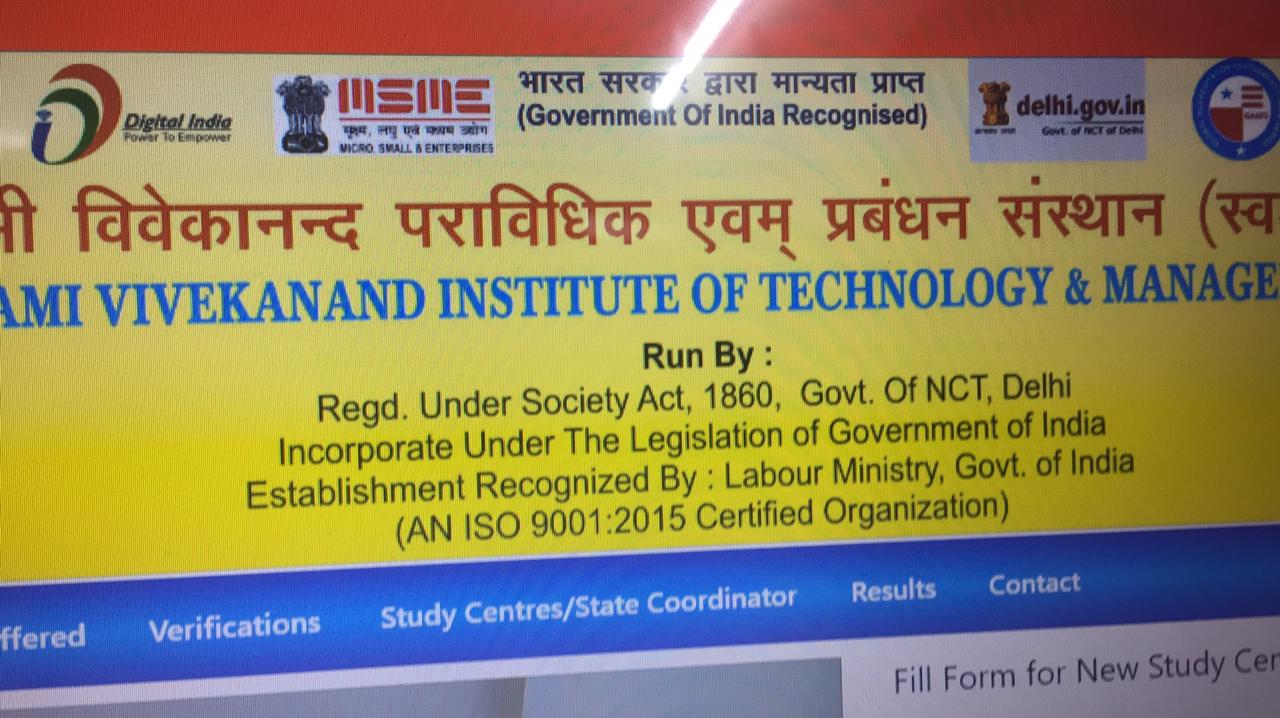 Digital India
Power To Empower
MSME
सूक्ष्म, लघु एवं मध्यम उद्योग
MICRO, SMALL & ENTERPRISES
भारत सरकार द्वारा मान्यता प्राप्त
(Government Of India Recognised)
delhi.gov.in
Govt. of NCT of Delhi
मी विवेकानन्द पराविधिक एवम् प्रबंधन संस्थान (स्व
AMI VIVEKANAND INSTITUTE OF TECHNOLOGY & MANAGE
Run By :
Regd. Under Society Act, 1860, Govt. Of NCT, Delhi
Incorporate Under The Legislation of Government of India
Establishment Recognized By : Labour Ministry, Govt. of India
(AN ISO 9001:2015 Certified Organization)
ffered Verifications Study Centres/State Coordinator Results Contact
Fill Form for New Study Cen